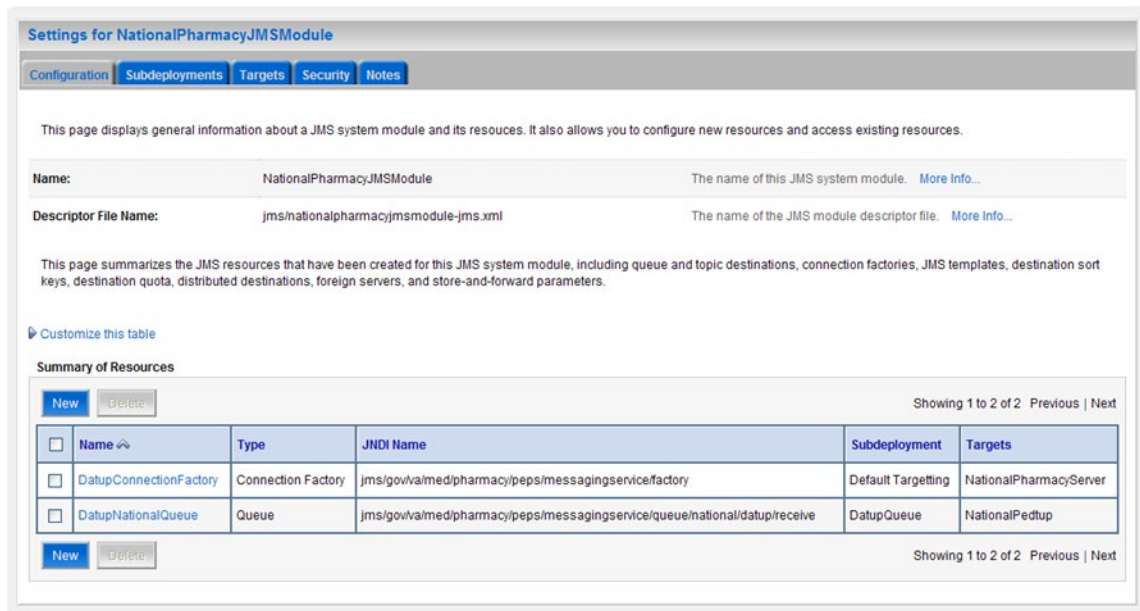 Settings for NationalPharmacyJMSModule
Configuration Subdeployments Targets Security Notes
This page displays general information about a JMS system module and its resouces. It also allows you to configure new resources and access existing resources.
Name: NationalPharmacyJMSModule The name of this JMS system module. More Info...
Descriptor File Name: jms/nationalpharmacyjmsmodule-jms.xml The name of the JMS module descriptor file. More Info...
This page summarizes the JMS resources that have been created for this JMS system module, including queue and topic destinations, connection factories, JMS templates, destination sort
keys, destination quota, distributed destinations, foreign servers, and store-and-forward parameters.
Customize this table
Summary of Resources
New Delete Showing 1 to 2 of 2 Previous | Next
Name Type JNDI Name Subdeployment Targets
DatupConnectionFactory Connection Factory jms/gov/va/med/pharmacy/peps/messagingservice/factory Default Targetting NationalPharmacyServer
DatupNationalQueue Queue jms/gov/va/med/pharmacy/peps/messagingservice/queue/national/datup/receive DatupQueue NationalPedtup
New Delete Showing 1 to 2 of 2 Previous | Next